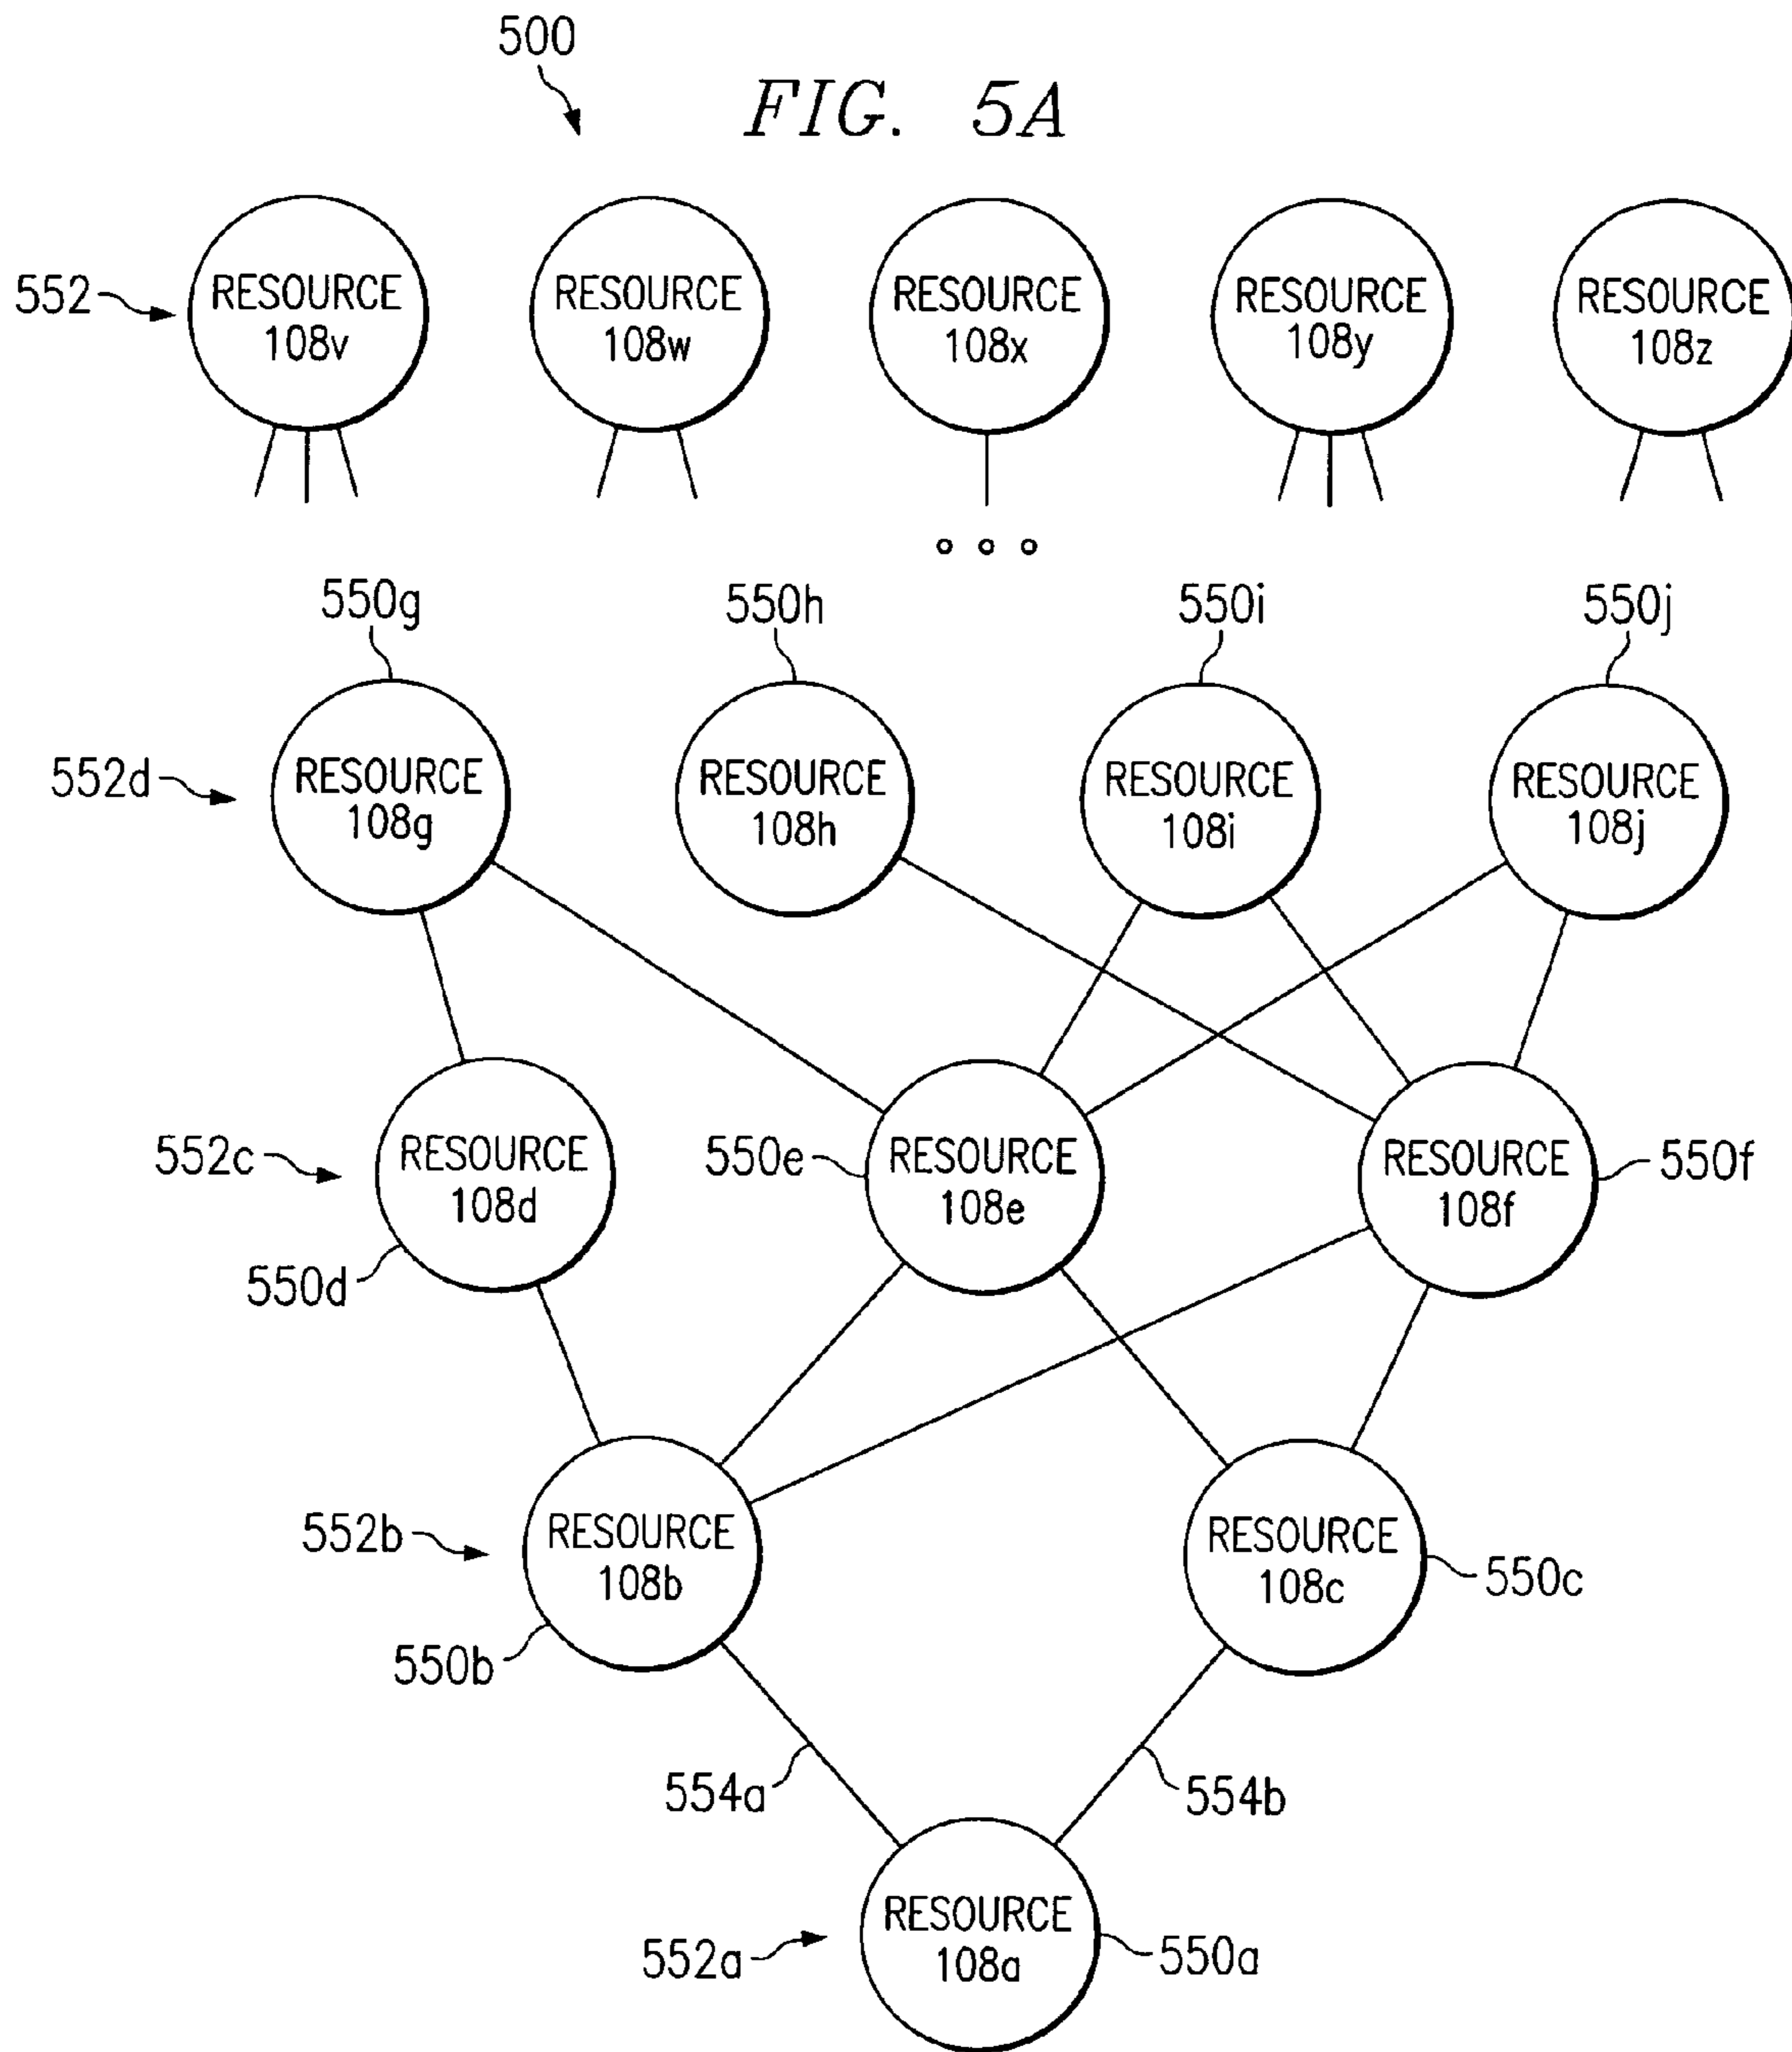 500
FIG. 5A
552
RESOURCE
108v
RESOURCE
108w
RESOURCE
108x
RESOURCE
108y
RESOURCE
108z
550g
550h
550i
550j
552d
RESOURCE
108g
RESOURCE
108h
RESOURCE
108i
RESOURCE
108j
552c
RESOURCE
108d
550d
550e
RESOURCE
108e
RESOURCE
108f
550f
552b
RESOURCE
108b
550b
RESOURCE
108c
550c
554a
554b
552a
RESOURCE
108a
550a